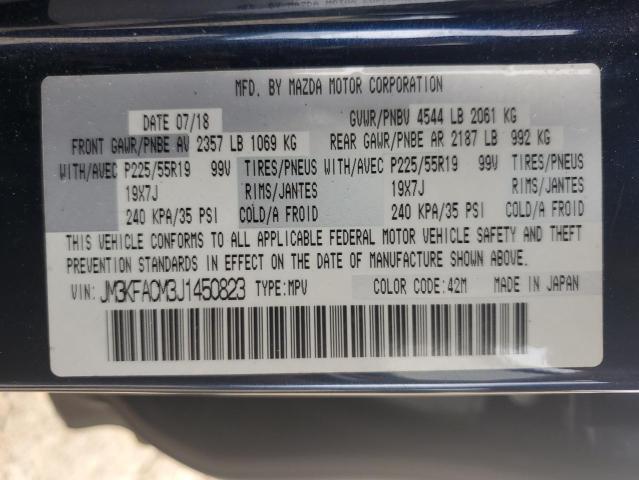 MFD. BY MAZDA MOTOR CORPORATION
DATE 07/18 GVWR/PNBV 4544 LB 2061 KG
FRONT GAWR/PNBE AV 2357 LB 1069 KG REAR GAWR/PNBE AR 2187 LB 992 KG
WITH/AVEC P225/55R19 99V TIRES/PNEUS WITH/AVEC P225/55R19 99V TIRES/PNEUS
19X7J RIMS/JANTES 19X7J RIMS/JANTES
240 KPA/35 PSI COLD/A FROID 240 KPA/35 PSI COLD/A FROID
THIS VEHICLE CONFORMS TO ALL APPLICABLE FEDERAL MOTOR VEHICLE SAFETY AND THEFT
PREVENTION STANDARDS IN EFFECT ON THE DATE OF MANUFACTURE SHOWN ABOVE.
VIN: JM3KFACM3J1450823 TYPE:MPV COLOR CODE:42M MADE IN JAPAN